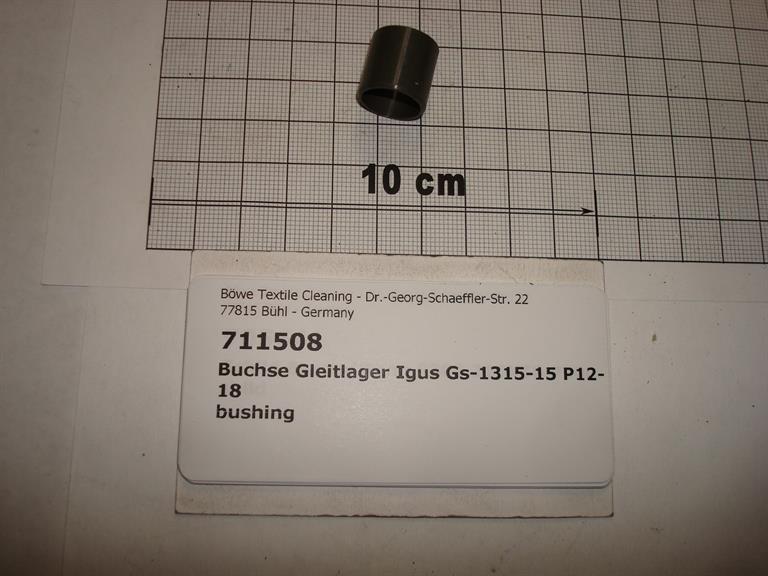 10 cm
Böwe Textile Cleaning - Dr.-Georg-Schaeffler-Str. 22
77815 Bühl - Germany
711508
Buchse Gleitlager Igus Gs-1315-15 P12-
18
bushing